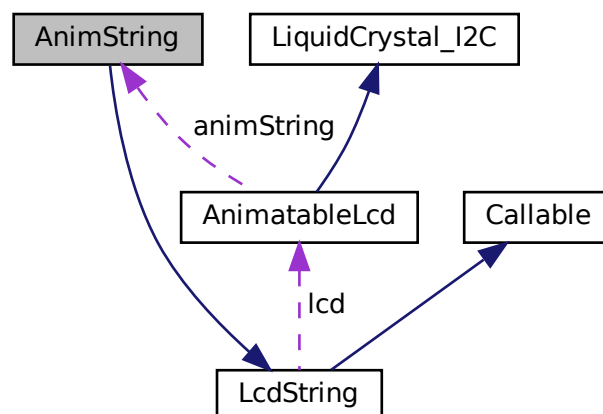 AnimString
LiquidCrystal_I2C
animString
AnimatableLcd
Callable
lcd
LcdString